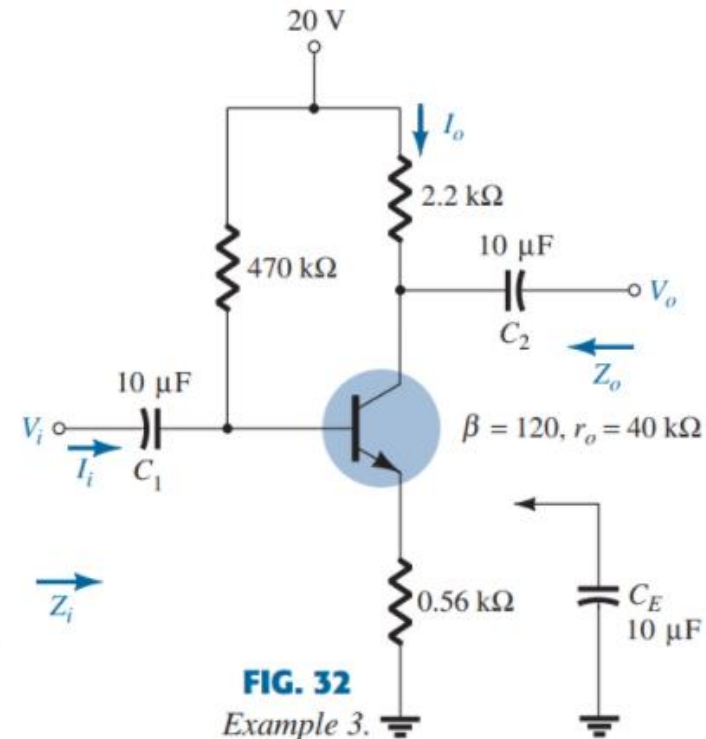 20 V
I_o
2.2 kΩ
10 μF
470 kΩ
V_o
C_2
Z_o
10 μF
V_i
β = 120, r_o = 40 kΩ
I_i
C_1
Z_i
0.56 kΩ
C_E
10 μF
FIG. 32
Example 3.